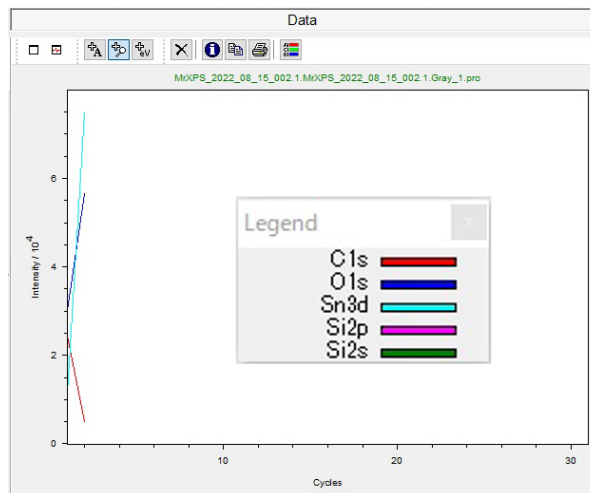 Data
A
eV
MrXPS_2022_08_15_002.1.MrXPS_2022_08_15_002.1.Gray_1.pro
Legend
x
C1s
O1s
Sn3d
Si2p
Si2s
Intensity / 10^4
6
4
2
0
10
20
30
Cycles